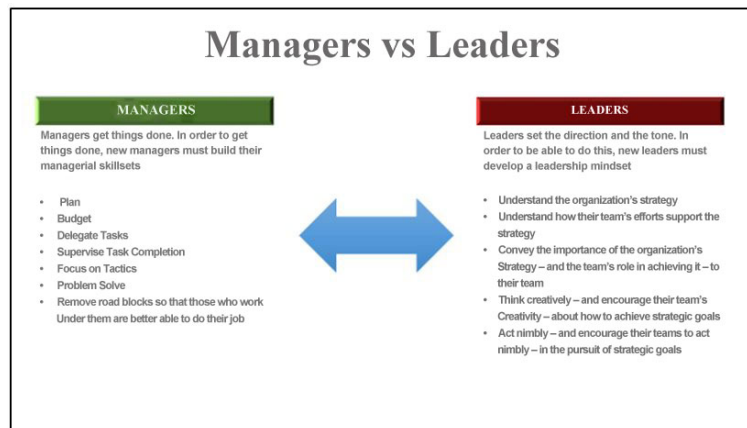 Managers vs Leaders
MANAGERS
Managers get things done. In order to get
things done, new managers must build their
managerial skillsets
• Plan
• Budget
• Delegate Tasks
• Supervise Task Completion
• Focus on Tactics
• Problem Solve
• Remove road blocks so that those who work
Under them are better able to do their job
LEADERS
Leaders set the direction and the tone. In
order to be able to do this, new leaders must
develop a leadership mindset
• Understand the organization's strategy
• Understand how their team's efforts support the
strategy
• Convey the importance of the organization's
Strategy – and the team's role in achieving it – to
their team
• Think creatively – and encourage their team's
Creativity – about how to achieve strategic goals
• Act nimbly – and encourage their teams to act
nimbly – in the pursuit of strategic goals